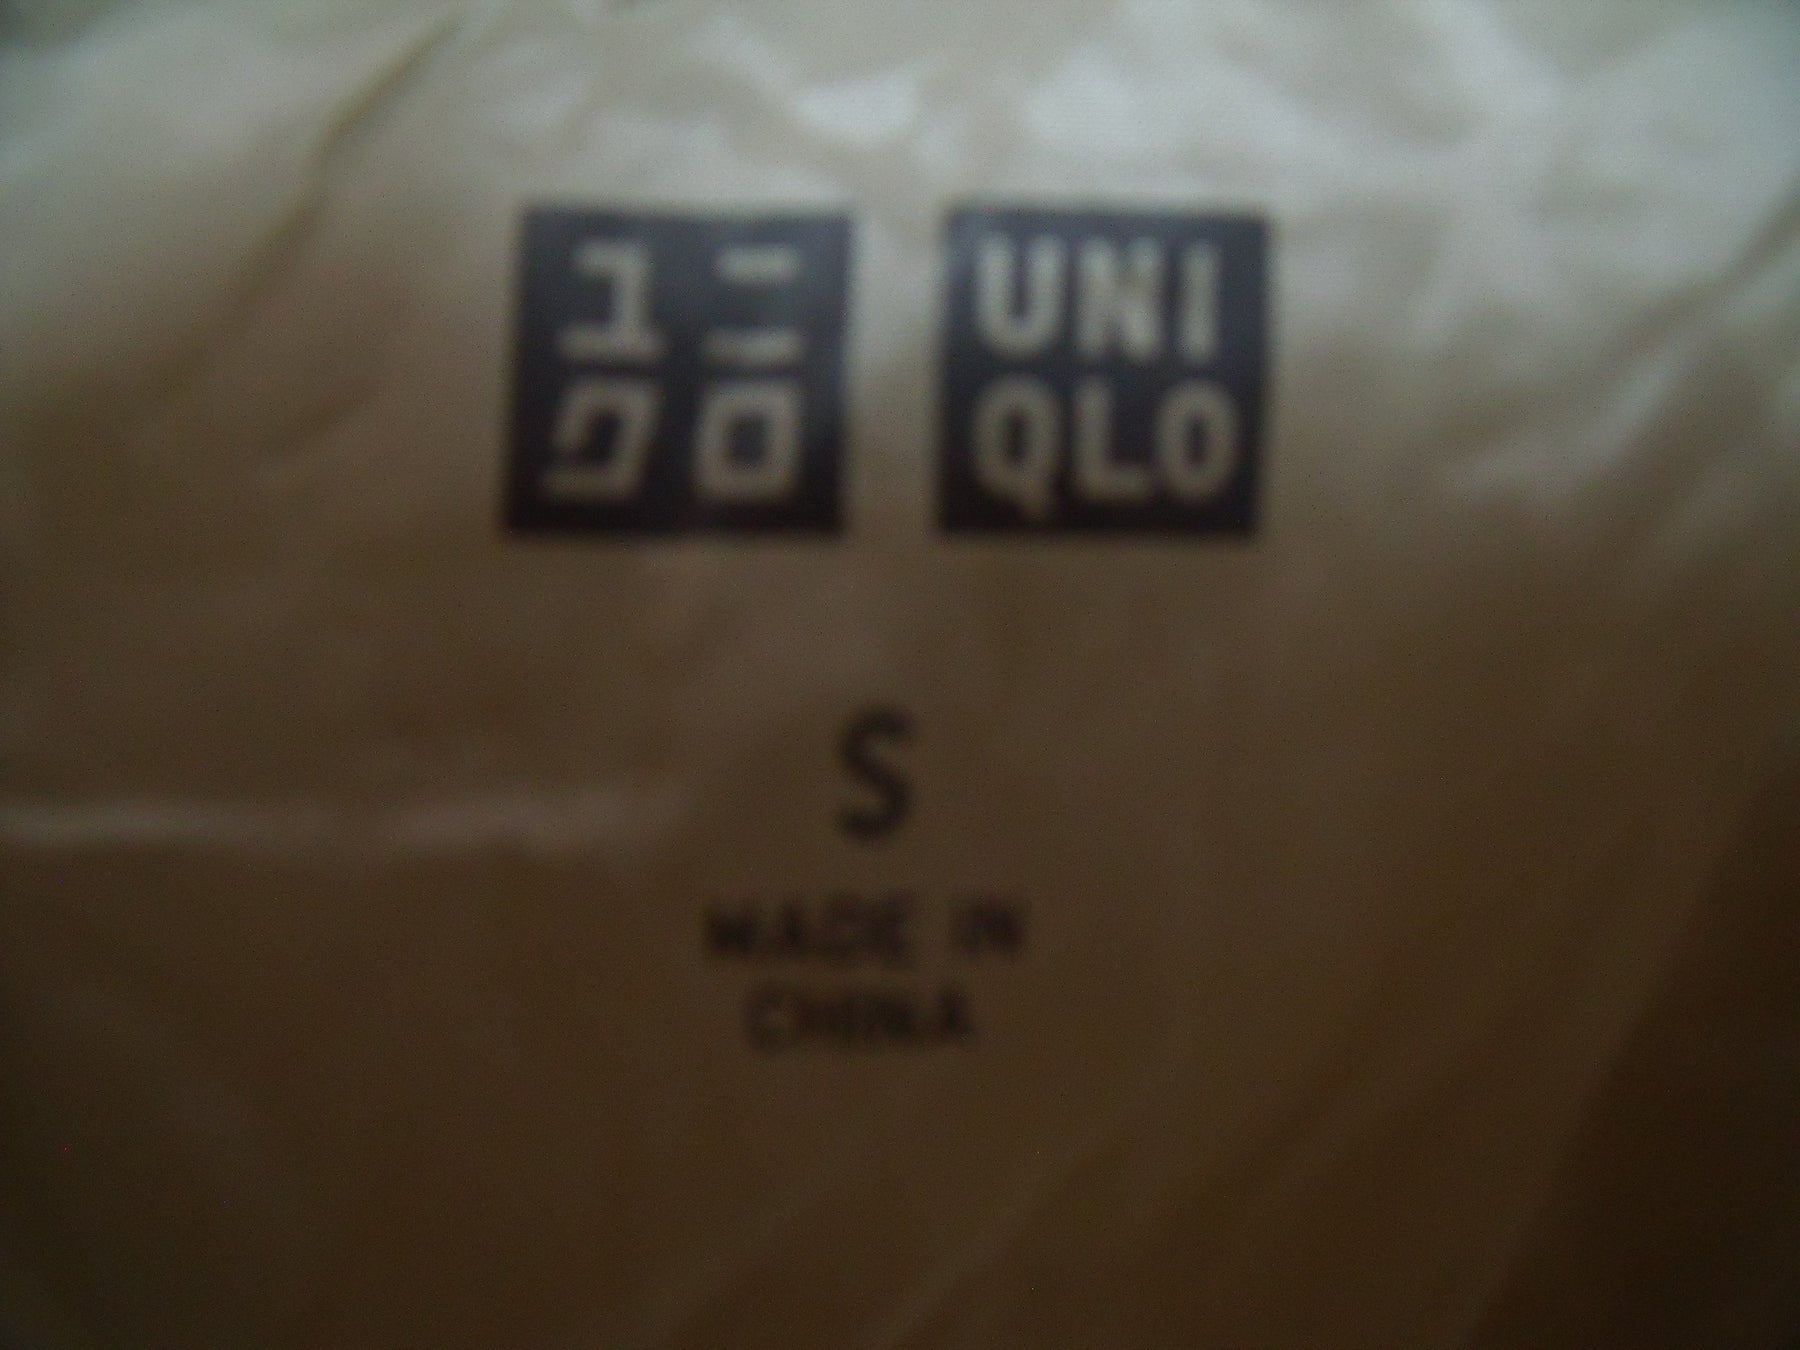 ユニ
クロ
UNI
QLO
S
MADE IN
CHINA